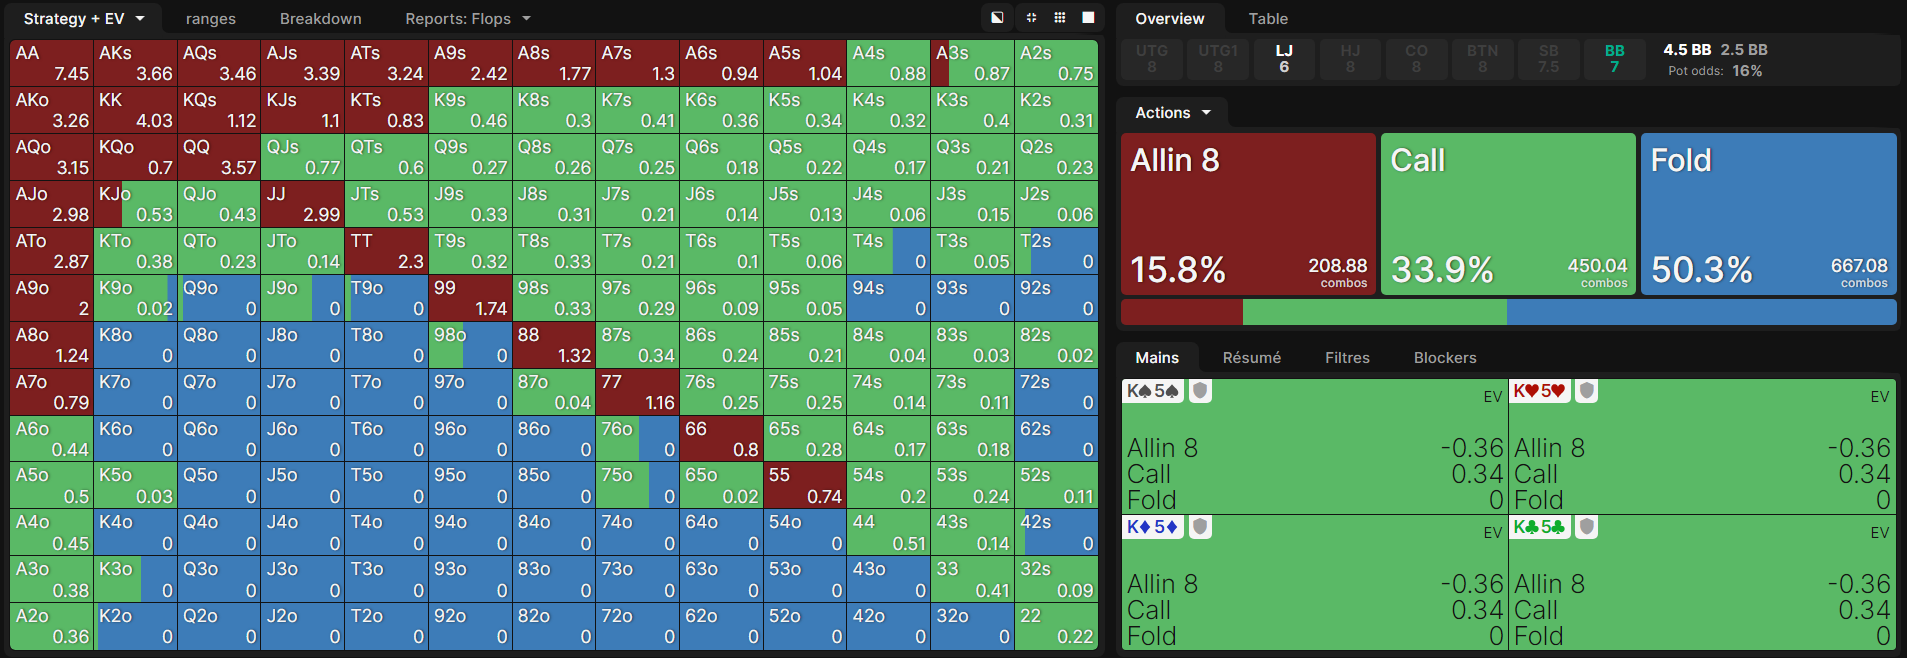 Strategy + EV ranges Breakdown Reports: Flops
AA AKs AQs AJs ATs A9s A8s A7s A6s A5s A4s A3s A2s
7.45 3.66 3.46 3.39 3.24 2.42 1.77 1.3 0.94 1.04 0.88 0.87 0.75
AKo KK KQs KJs KTs K9s K8s K7s K6s K5s K4s K3s K2s
3.26 4.03 1.12 1.1 0.83 0.46 0.3 0.41 0.36 0.34 0.32 0.4 0.31
AQo KQo QQ QJs QTs Q9s Q8s Q7s Q6s Q5s Q4s Q3s Q2s
3.15 0.7 3.57 0.77 0.6 0.27 0.26 0.25 0.18 0.22 0.17 0.21 0.23
AJo KJo QJo JJ JTs J9s J8s J7s J6s J5s J4s J3s J2s
2.98 0.53 0.43 2.99 0.53 0.33 0.31 0.21 0.14 0.13 0.06 0.15 0.06
ATo KTo QTo JTo TT T9s T8s T7s T6s T5s T4s T3s T2s
2.87 0.38 0.23 0.14 2.3 0.32 0.33 0.21 0.1 0.06 0 0.05 0
A9o K9o Q9o J9o T9o 99 98s 97s 96s 95s 94s 93s 92s
2 0.02 0 0 0 1.74 0.33 0.29 0.09 0.05 0 0 0
A8o K8o Q8o J8o T8o 98o 88 87s 86s 85s 84s 83s 82s
1.24 0 0 0 0 0 1.32 0.34 0.24 0.21 0.04 0.03 0.02
A7o K7o Q7o J7o T7o 97o 87o 77 76s 75s 74s 73s 72s
0.79 0 0 0 0 0 0.04 1.16 0.25 0.25 0.14 0.11 0
A6o K6o Q6o J6o T6o 96o 86o 76o 66 65s 64s 63s 62s
0.44 0 0 0 0 0 0 0 0.8 0.28 0.17 0.18 0
A5o K5o Q5o J5o T5o 95o 85o 75o 65o 55 54s 53s 52s
0.5 0.03 0 0 0 0 0 0 0.02 0.74 0.2 0.24 0.11
A4o K4o Q4o J4o T4o 94o 84o 74o 64o 54o 44 43s 42s
0.45 0 0 0 0 0 0 0 0 0 0.51 0.14 0
A3o K3o Q3o J3o T3o 93o 83o 73o 63o 53o 43o 33 32s
0.38 0 0 0 0 0 0 0 0 0 0 0.41 0.09
A2o K2o Q2o J2o T2o 92o 82o 72o 62o 52o 42o 32o 22
0.36 0 0 0 0 0 0 0 0 0 0 0 0.22
Overview Table
UTG UTG1 LJ HJ CO BTN SB BB 4.5 BB 2.5 BB
8 8 6 8 8 8 7.5 7 Pot odds: 16%
Actions
Allin 8 Call Fold
15.8% 208.88 combos 33.9% 450.04 combos 50.3% 667.08 combos
Mains Résumé Filtres Blockers
K♠5♠ EV K♥5♥ EV
Allin 8 -0.36 Allin 8 -0.36
Call 0.34 Call 0.34
Fold 0 Fold 0
K♦5♦ EV K♣5♣ EV
Allin 8 -0.36 Allin 8 -0.36
Call 0.34 Call 0.34
Fold 0 Fold 0